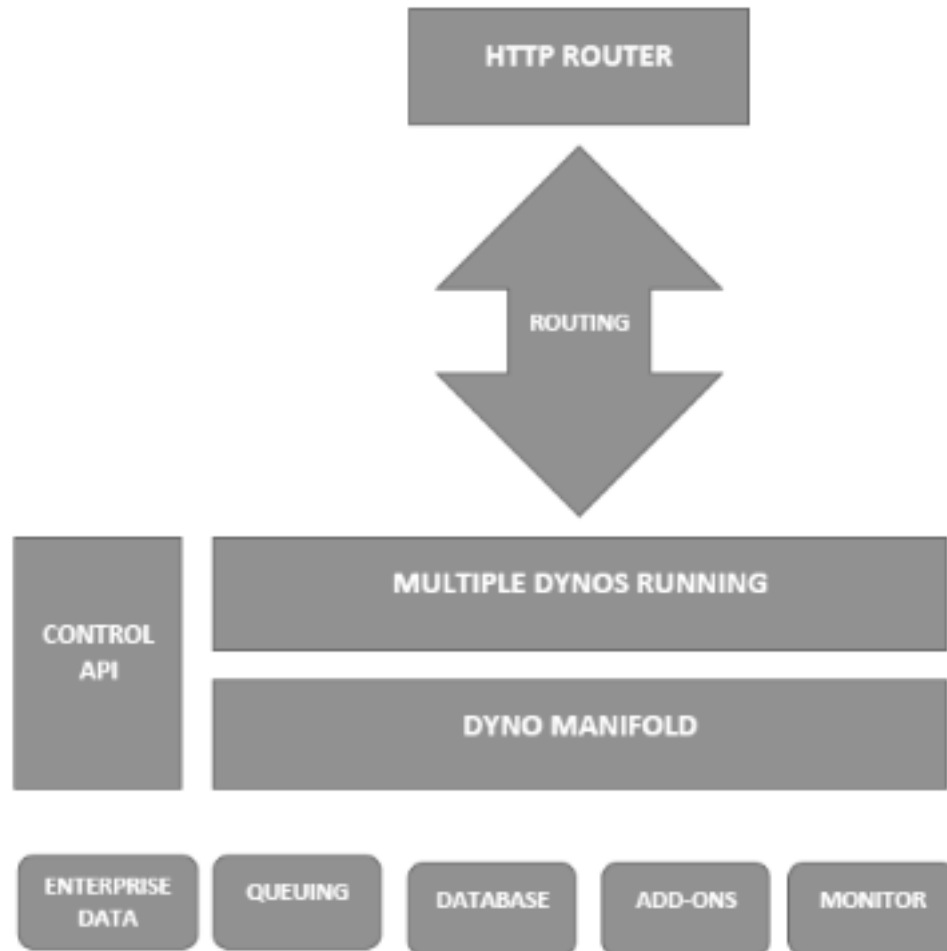 HTTP ROUTER
ROUTING
CONTROL
API
MULTIPLE DYNOS RUNNING
DYNO MANIFOLD
ENTERPRISE
DATA
QUEUING
DATABASE
ADD-ONS
MONITOR